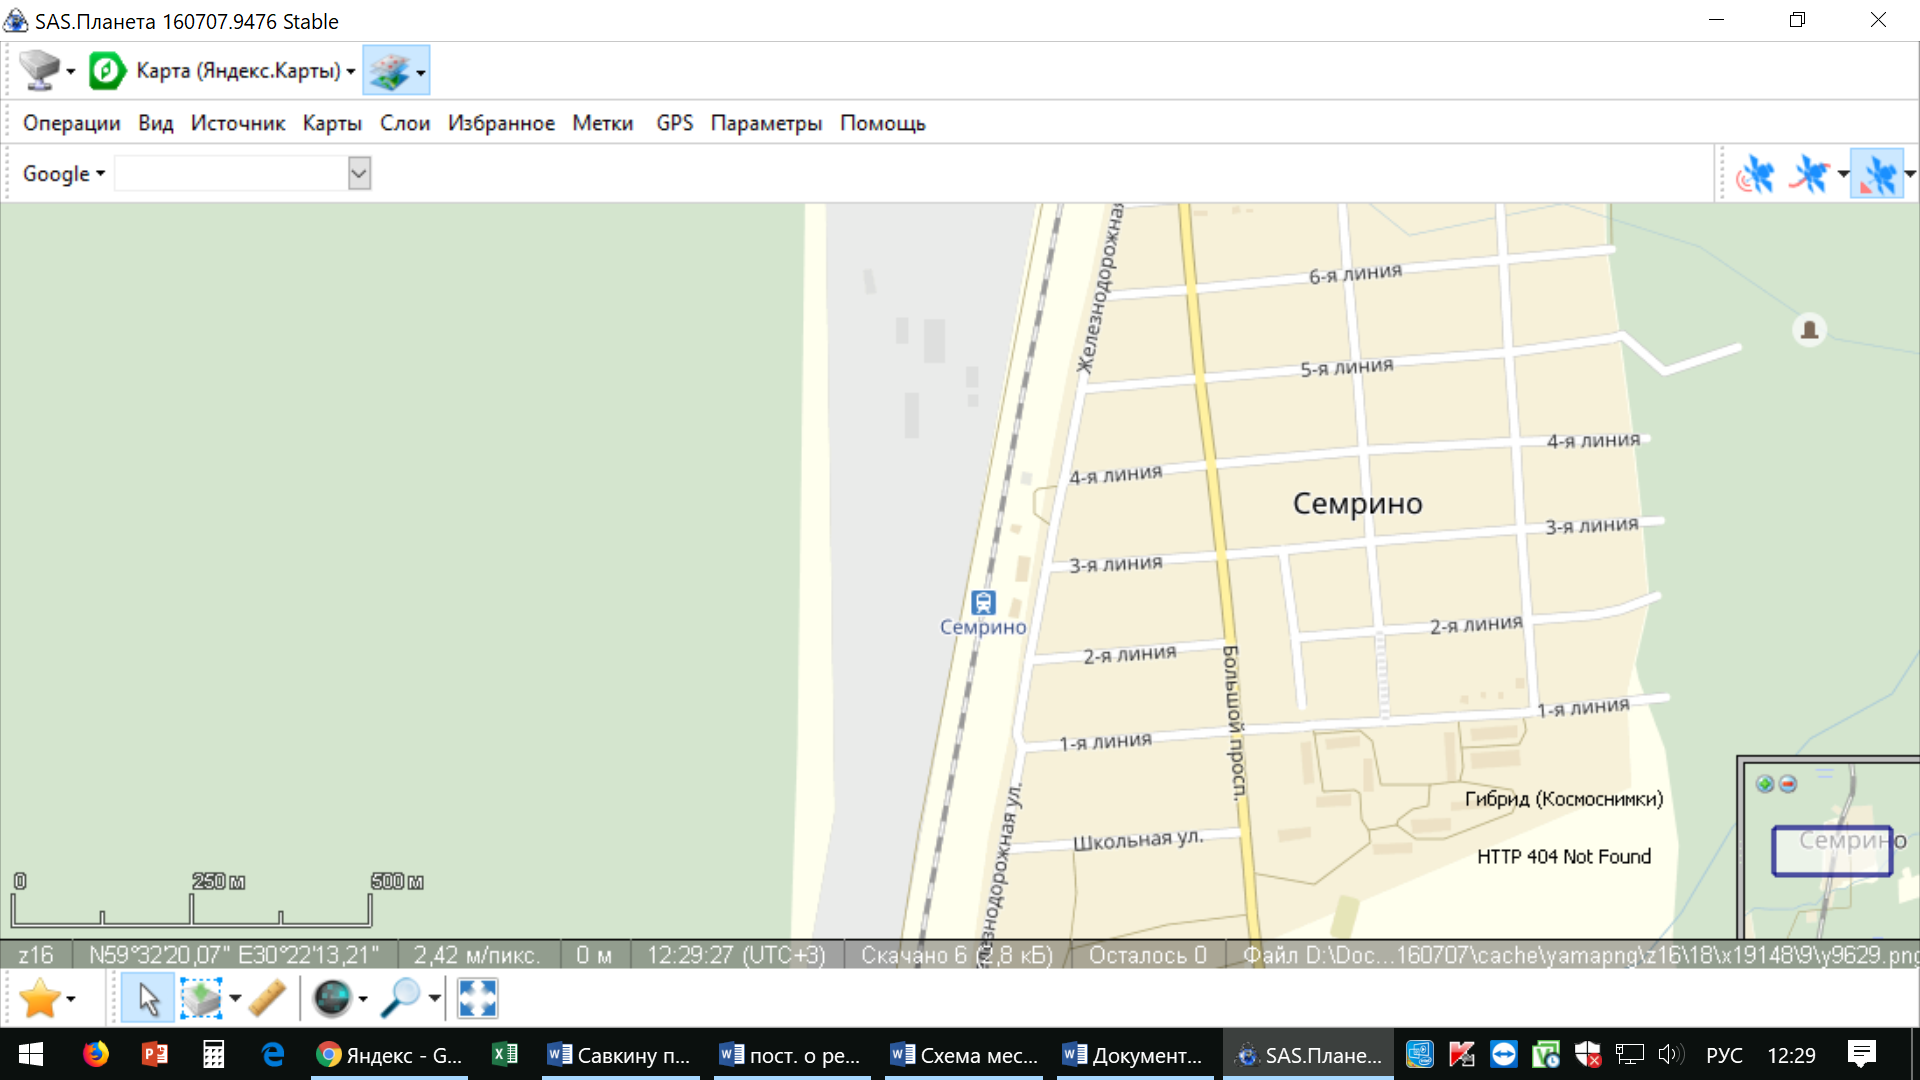 SAS.Планета 160707.9476 Stable
Карта (Яндекс.Карты)
Операции Вид Источник Карты Слои Избранное Метки GPS Параметры Помощь
Google
Железнодорожная
6-я линия
5-я линия
4-я линия
4-я линия
Семрино
3-я линия
3-я линия
Семрино
2-я линия
2-я линия
Большой просп.
1-я линия
1-я линия
Железнодорожная ул.
Школьная ул.
Гибрид (Космоснимки)
HTTP 404 Not Found
Семрино
0 250 м 500 м
z16 N59°32'20,07" E30°22'13,21" 2,42 м/пикс. 0 м 12:29:27 (UTC+3) Скачано 6 (2,8 кБ) Осталось 0 Файл D:\Doc...160707\cache\yamapng\z16\18\x19148\9\y9629.png
Яндекс - G... Савкину п... пост. о ре... Схема мес... Документ... SAS.Плане... РУС 12:29